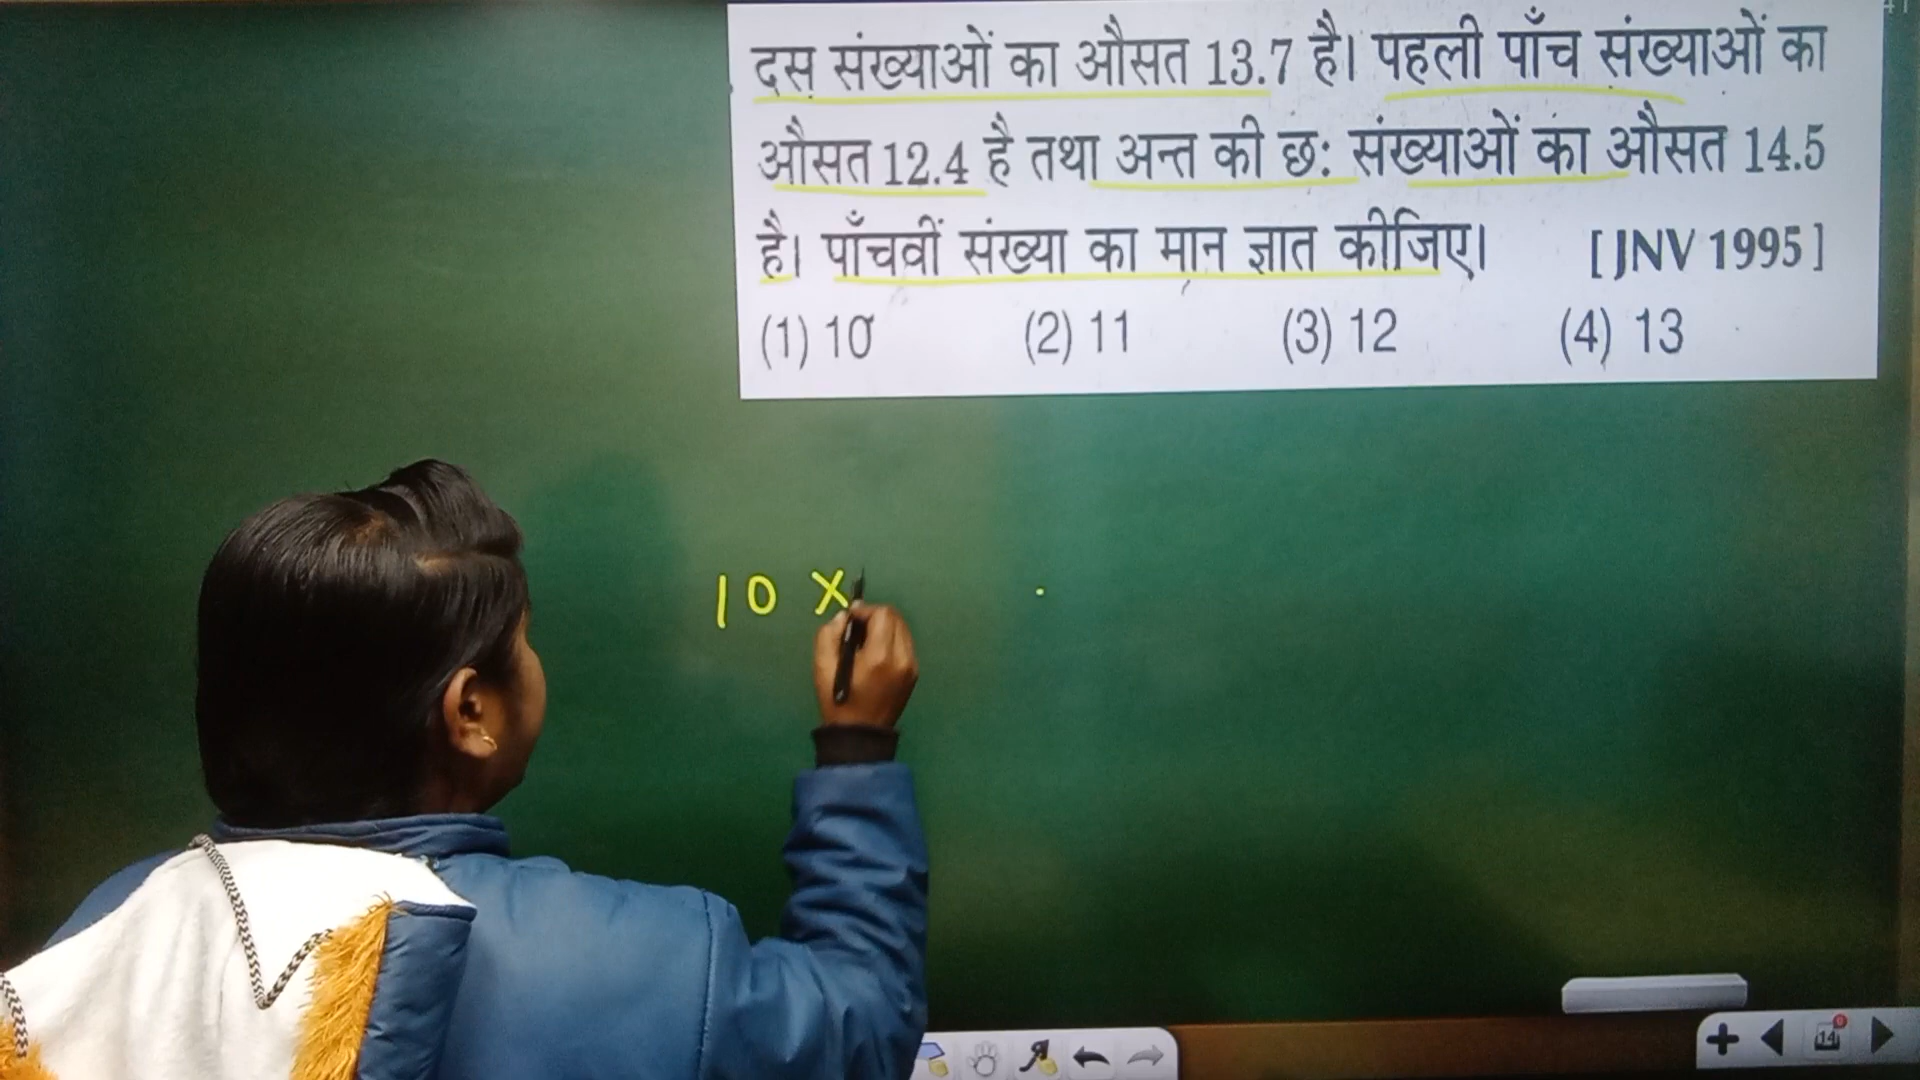 दस संख्याओं का औसत 13.7 है। पहली पाँच संख्याओं का
औसत 12.4 है तथा अन्त की छः संख्याओं का औसत 14.5
है। पाँचवीं संख्या का मान ज्ञात कीजिए। [JNV 1995]
(1) 10 (2) 11 (3) 12 (4) 13
10 ×
14